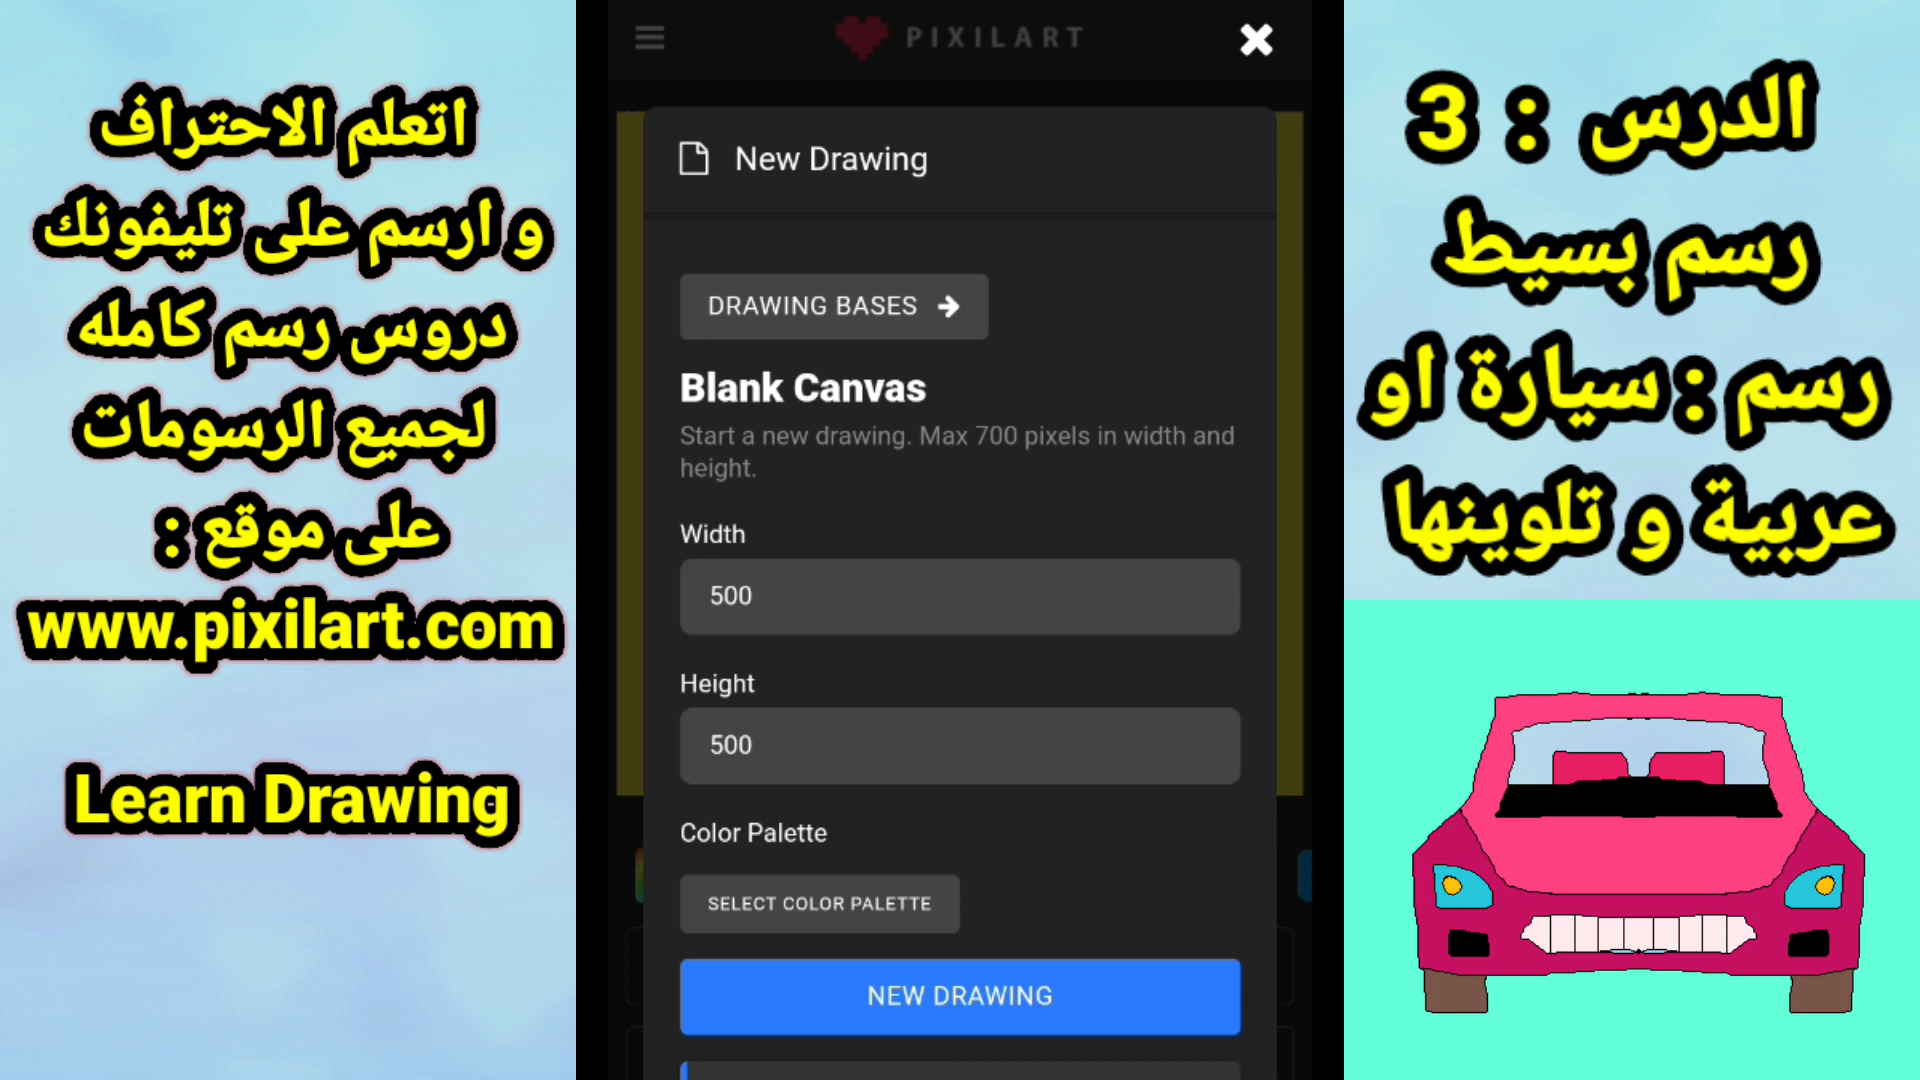 اتعلم الاحتراف
و ارسم على تليفونك
دروس رسم كامله
لجميع الرسومات
على موقع :
www.pixilart.com
Learn Drawing
PIXILART
New Drawing
DRAWING BASES
Blank Canvas
Start a new drawing. Max 700 pixels in width and
height.
Width
500
Height
500
Color Palette
SELECT COLOR PALETTE
NEW DRAWING
الدرس : 3
رسم بسيط
رسم : سيارة او
عربية و تلوينها